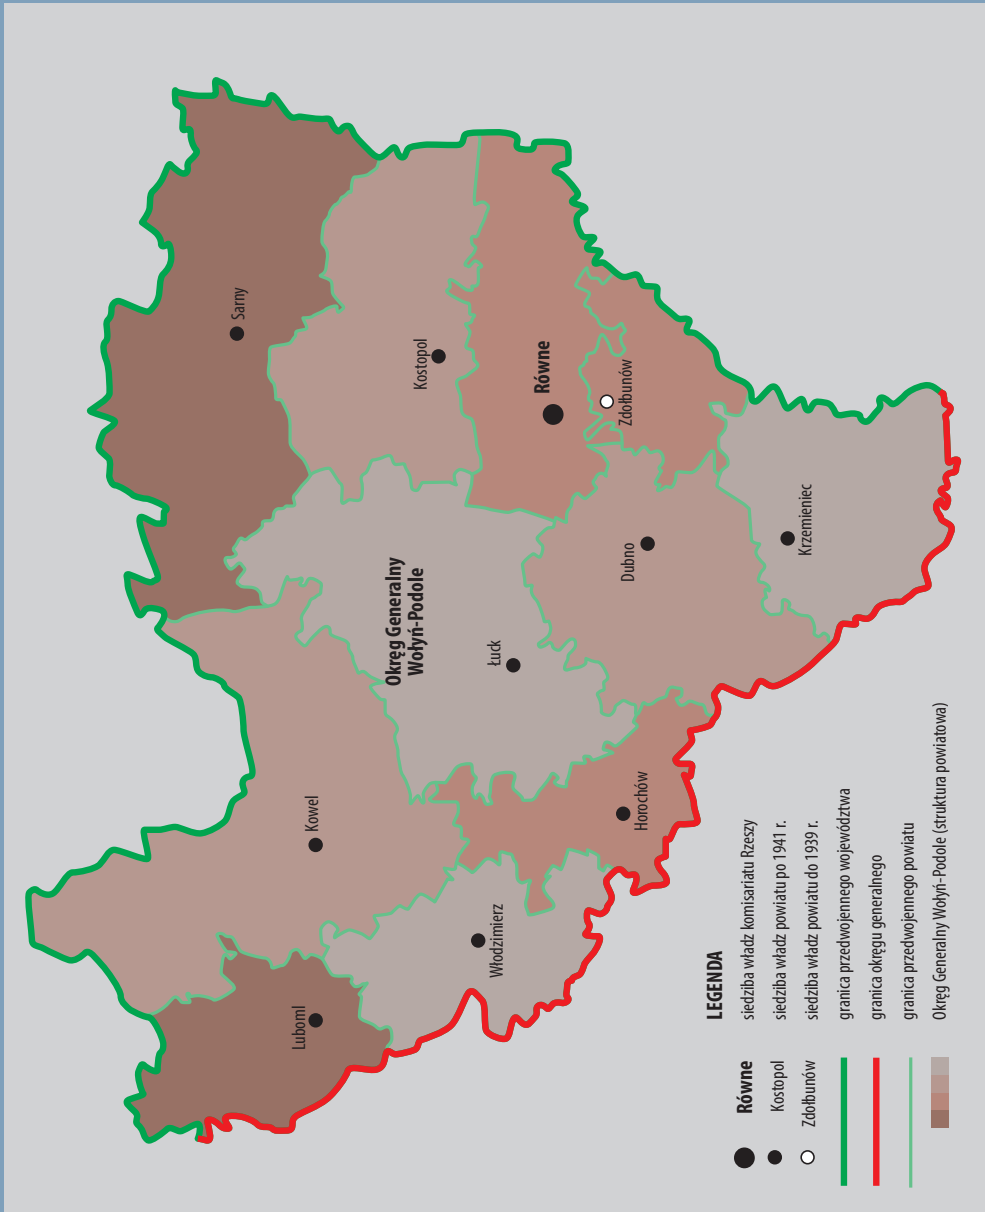 Sarny
Kostopol
Równe
Zdołbunów
Okręg Generalny
Wołyń-Podole
Kowel
Łuck
Dubno
Krzemieniec
Luboml
Włodzimierz
Horochów
LEGENDA
Równe siedziba władz komisariatu Rzeszy
Kostopol siedziba władz powiatu po 1941 r.
Zdołbunów siedziba władz powiatu do 1939 r.
granica przedwojennego województwa
granica okręgu generalnego
granica przedwojennego powiatu
Okręg Generalny Wołyń-Podole (struktura powiatowa)